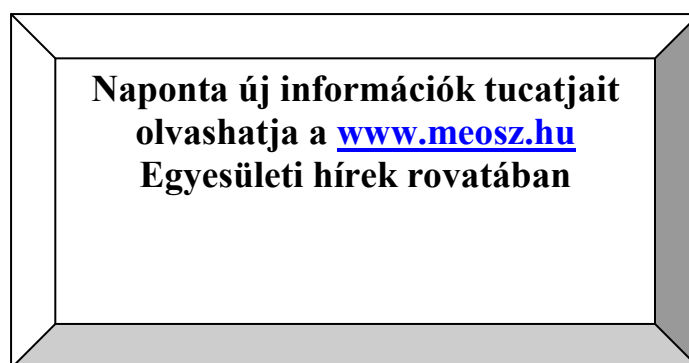 Naponta új információk tucatjait
olvashatja a www.meosz.hu
Egyesületi hírek rovatában